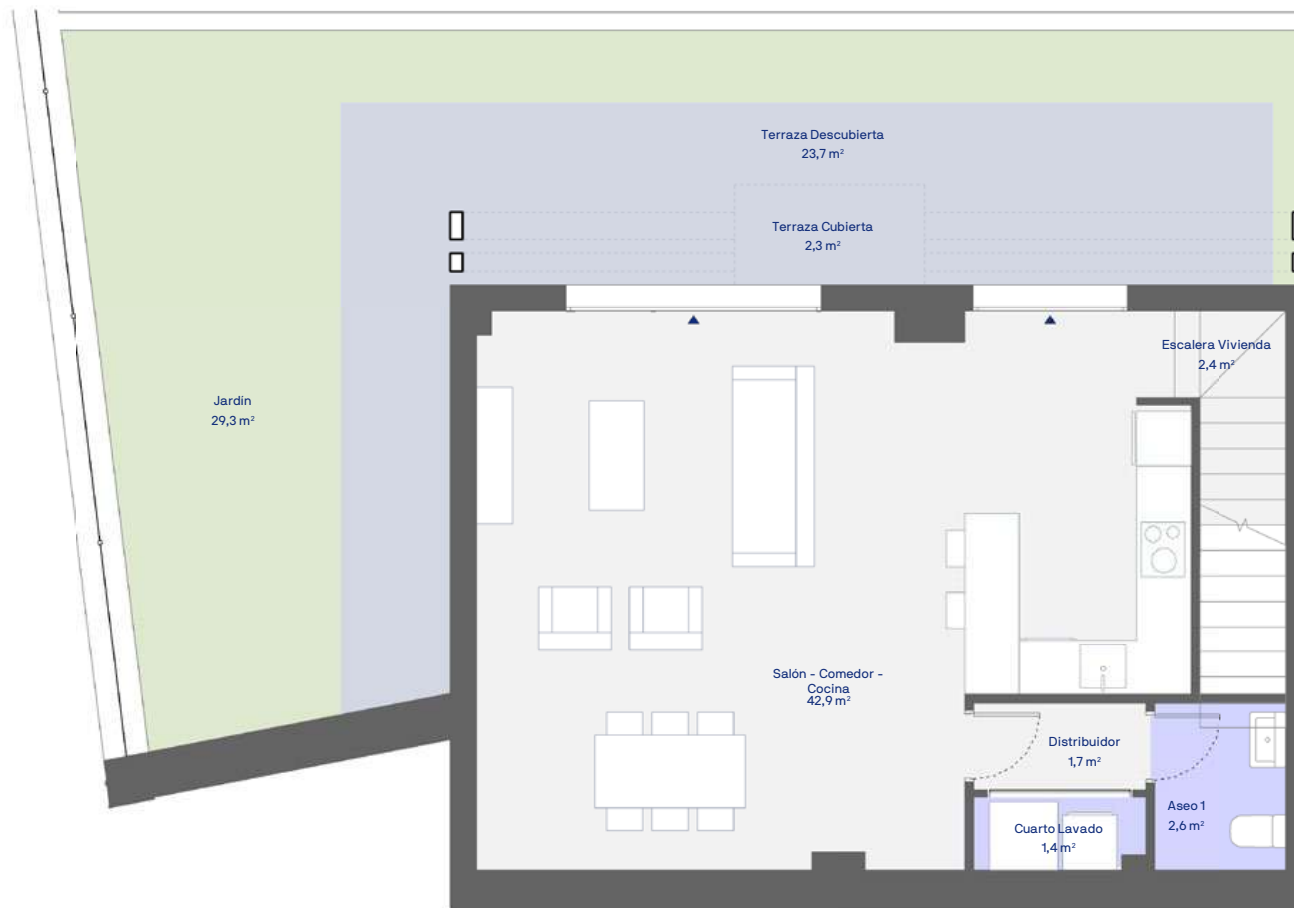 Terraza Descubierta
23,7 m²
Terraza Cubierta
2,3 m²
Escalera Vivienda
2,4 m²
Jardín
29,3 m²
Salón - Comedor -
Cocina
42,9 m²
Distribuidor
1,7 m²
Aseo 1
2,6 m²
Cuarto Lavado
1,4 m²